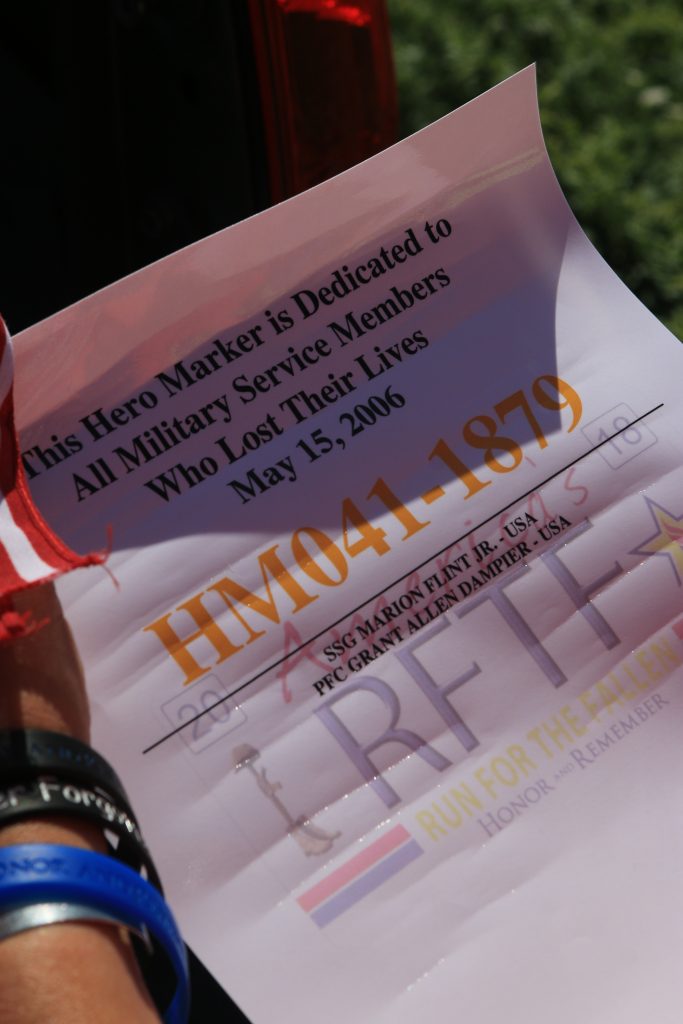 This Hero Marker is Dedicated to
All Military Service Members
Who Lost Their Lives
May 15, 2006
HM041-1879
SSG MARION FLINT JR. - USA
PFC GRANT ALLEN DAMPIER - USA
20 18
America's
RFTF
RUN FOR THE FALLEN
HONOR AND REMEMBER